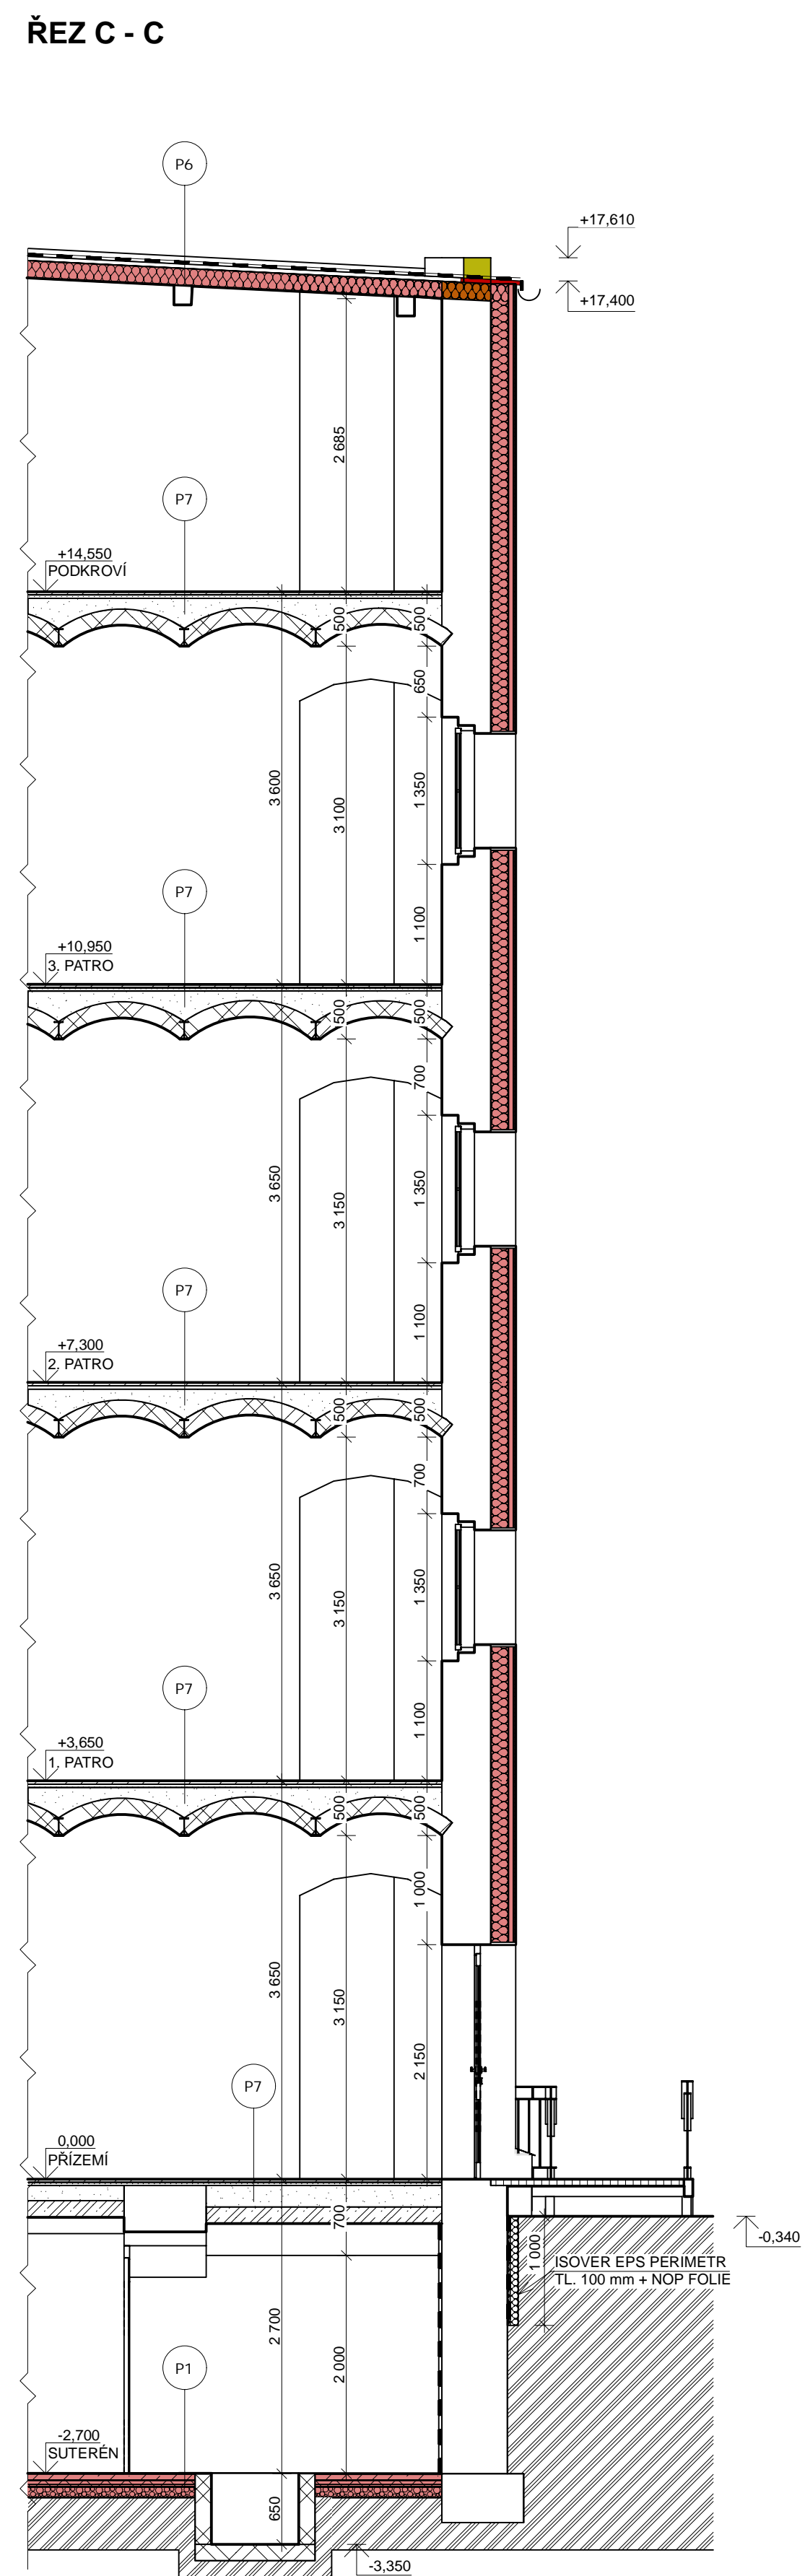 ŘEZ C - C
P6
+17,610
+17,400
2 685
P7
+14,550
PODKROVÍ
500
500
650
3 600
3 100
1 350
P7
1 100
+10,950
3. PATRO
500
500
700
3 650
3 150
1 350
P7
1 100
+7,300
2. PATRO
500
500
700
3 650
3 150
1 350
P7
1 100
+3,650
1. PATRO
500
500
1 000
3 650
3 150
2 150
P7
0,000
PŘÍZEMÍ
700
-0,340
1 000
ISOVER EPS PERIMETR
TL. 100 mm + NOP FOLIE
2 700
2 000
P1
-2,700
SUTERÉN
650
-3,350